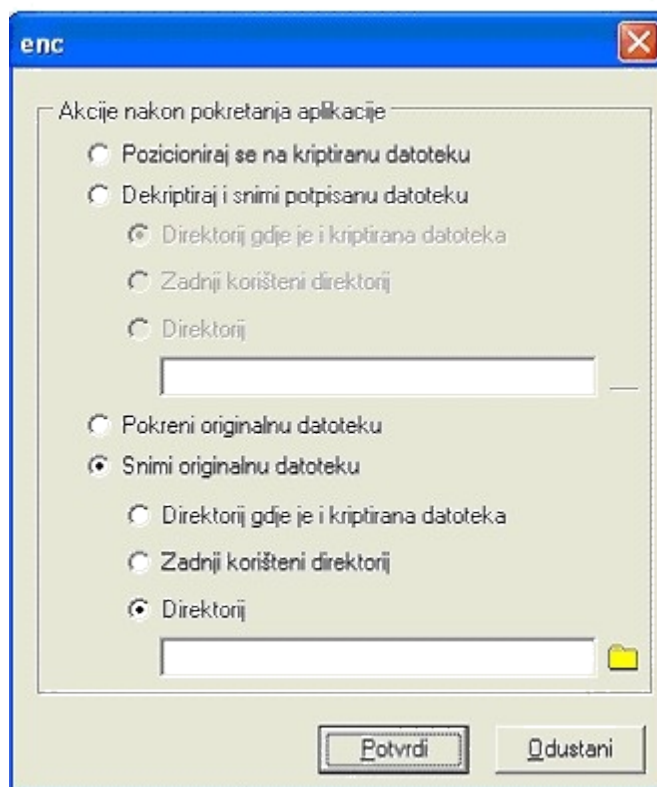 enc
Akcije nakon pokretanja aplikacije
Pozicioniraj se na kriptiranu datoteku
Dekriptiraj i snimi potpisanu datoteku
Direktorij gdje je i kriptirana datoteka
Zadnji korišteni direktorij
Direktorij
Pokreni originalnu datoteku
Snimi originalnu datoteku
Direktorij gdje je i kriptirana datoteka
Zadnji korišteni direktorij
Direktorij
Potvrdi
Odustani